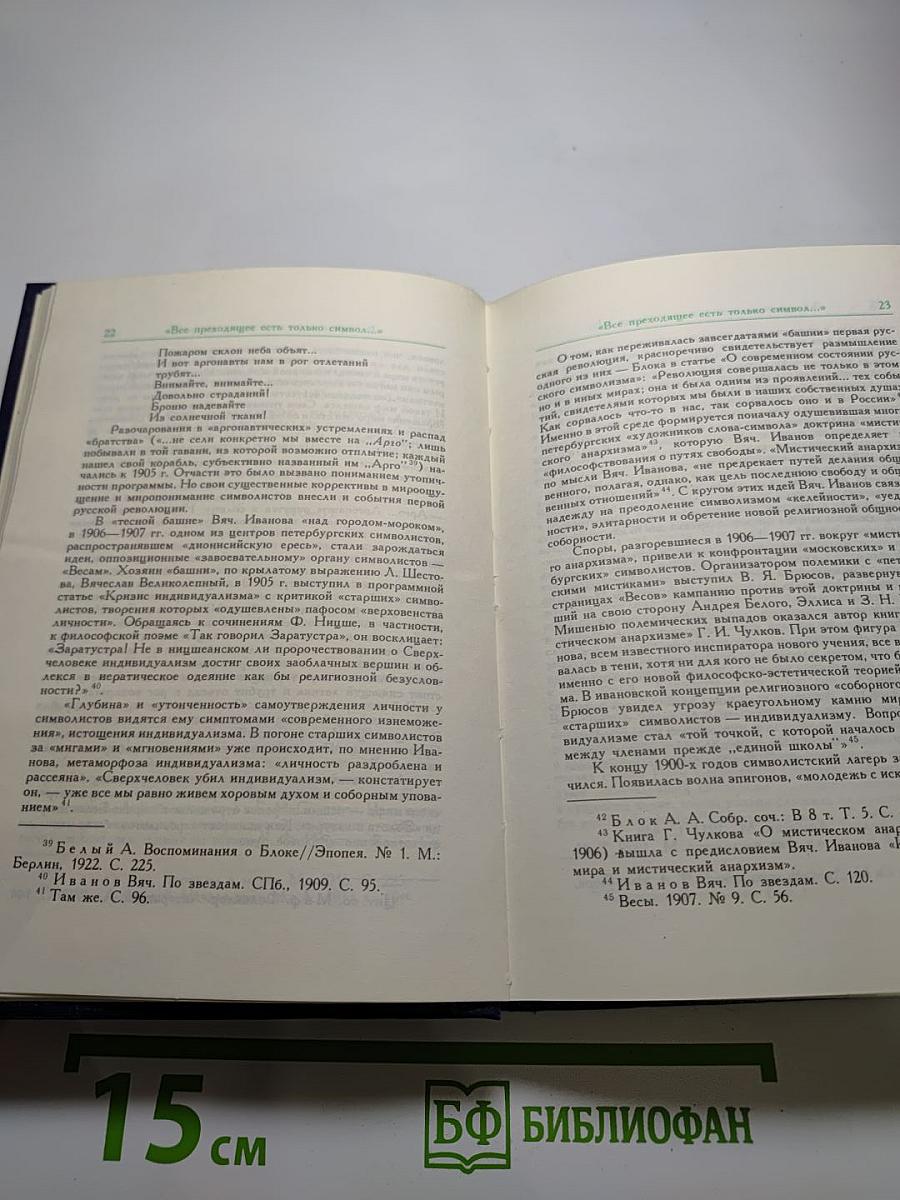 22
«Все преходящее есть только символ...»
Пожаром склон неба объят...
И вот аргонавты нам в рог отлетаний
трубят...
Внимайте, внимайте...
Довольно страданий!
Броню надевайте
Из солнечной ткани!
Разочарования в «аргонавтических» устремлениях и распад
«братства» («...не сели конкретно мы вместе на „Арго"; лишь
побывали в той гавани, из которой возможно отплытие; каждый
нашел свой корабль, субъективно названный им „Арго"³⁹) на-
чались к 1905 г. Отчасти это было вызвано пониманием утопич-
ности программы. Но свои существенные коррективы в мироощу-
щение и миропонимание символистов внесли и события первой
русской революции.
В «тесной башне» Вяч. Иванова «над городом-мороком»,
в 1906—1907 гг. одном из центров петербургских символистов,
распространявшем «дионисийскую ересь», стали зарождаться
идеи, оппозиционные «завоевательному» органу символистов —
«Весам». Хозяин «башни», по крылатому выражению Л. Шесто-
ва, Вячеслав Великолепный, в 1905 г. выступил в программной
статье «Кризис индивидуализма» с критикой «старших» симво-
листов, творения которых «одушевлены» пафосом «верховенства
личности». Обращаясь к сочинениям Ф. Ницше, в частности,
к философской поэме «Так говорил Заратустра», он восклицает:
«Заратустра! Не в ницшеанском ли пророчествовании о Сверх-
человеке индивидуализм достиг своих заоблачных вершин и об-
лекся в иератическое одеяние как бы религиозной безуслов-
ности?»⁴⁰.
«Глубина» и «утонченность» самоутверждения личности у
символистов видятся ему симптомами «современного изнеможе-
ния», истощения индивидуализма. В погоне старших символистов
за «мигами» и «мгновениями» уже происходит, по мнению Ива-
нова, метаморфоза индивидуализма: «личность раздроблена и
рассеяна». «Сверхчеловек убил индивидуализм, — констатирует
он, — уже все мы равно живем хоровым духом и соборным упова-
нием»⁴¹.
³⁹ Белый А. Воспоминания о Блоке//Эпопея. № 1. М.:
Берлин, 1922. С. 225.
⁴⁰ Иванов Вяч. По звездам. СПб., 1909. С. 95.
⁴¹ Там же. С. 96.
«Все преходящее есть только символ...»
23
О том, как переживалась завсегдатаями «башни» первая рус-
ская революция, красноречиво свидетельствует размышление
одного из них — Блока в статье «О современном состоянии рус-
ского символизма»: «Революция совершалась не только в этом,
но и в иных мирах; она и была одним из проявлений... тех собы-
тий, свидетелями которых мы были в наших собственных душах.
Как сорвалось что-то в нас, так сорвалось оно и в России»
Именно в этой среде формируется поначалу одушевившая мног
петербургских «художников слова-символа» доктрина «мисти
ского анархизма»⁴³, которую Вяч. Иванов определяет
«философствования о путях свободы». «Мистический анархиз
по мысли Вяч. Иванова, «не предрекает путей делания общ
венного, полагая, однако, как цель последнюю свободу и общ
венных отношений»⁴⁴. С кругом этих идей Вяч. Иванов связ
надежду на преодоление символизмом «келейности», «уед
ности», элитарности и обретение новой религиозной общно
соборности.
Споры, разгоревшиеся в 1906—1907 гг. вокруг «мисти
го анархизма», привели к конфронтации «московских» и
бургских» символистов. Организатором полемики с «пет
скими мистиками» выступил В. Я. Брюсов, развернув
страницах «Весов» кампанию против этой доктрины и
ший на свою сторону Андрея Белого, Эллиса и З. Н.
Мишенью полемических выпадов оказался автор книг
стическом анархизме» Г. И. Чулков. При этом фигура
нова, всем известного инспиратора нового учения, все в
валась в тени, хотя ни для кого не было секретом, что б
именно с его новой философско-эстетической теорией
ма. В ивановской концепции религиозного «соборного
Брюсов увидел угрозу краеугольному камню мир
«старших» символистов — индивидуализму. Вопро
видуализме стал «той точкой, с которой началось
между членами прежде „единой школы"»⁴⁵.
К концу 1900-х годов символистский лагерь за
чился. Появилась волна эпигонов, «молодежь с иск
⁴² Блок А. А. Собр. соч.: В 8 т. Т. 5. С.
⁴³ Книга Г. Чулкова «О мистическом анар
1906) вышла с предисловием Вяч. Иванова «
мира и мистический анархизм».
⁴⁴ Иванов Вяч. По звездам. С. 120.
⁴⁵ Весы. 1907. № 9. С. 56.
15 см
БФ БИБЛИОФАН